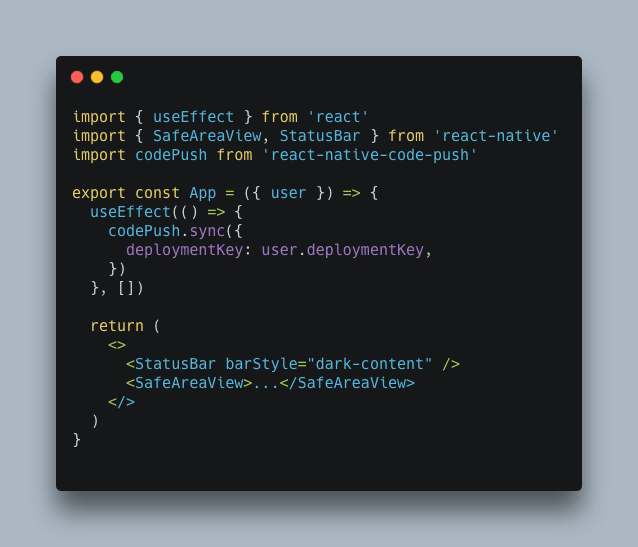 import { useEffect } from 'react'
import { SafeAreaView, StatusBar } from 'react-native'
import codePush from 'react-native-code-push'

export const App = ({ user }) => {
  useEffect(() => {
    codePush.sync({
      deploymentKey: user.deploymentKey,
    })
  }, [])

  return (
    <>
      <StatusBar barStyle="dark-content" />
      <SafeAreaView>...</SafeAreaView>
    </>
  )
}